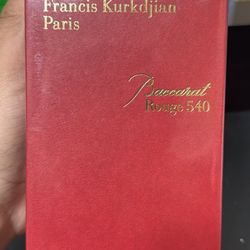 Francis Kurkdjian
Paris
Baccarat
Rouge 540